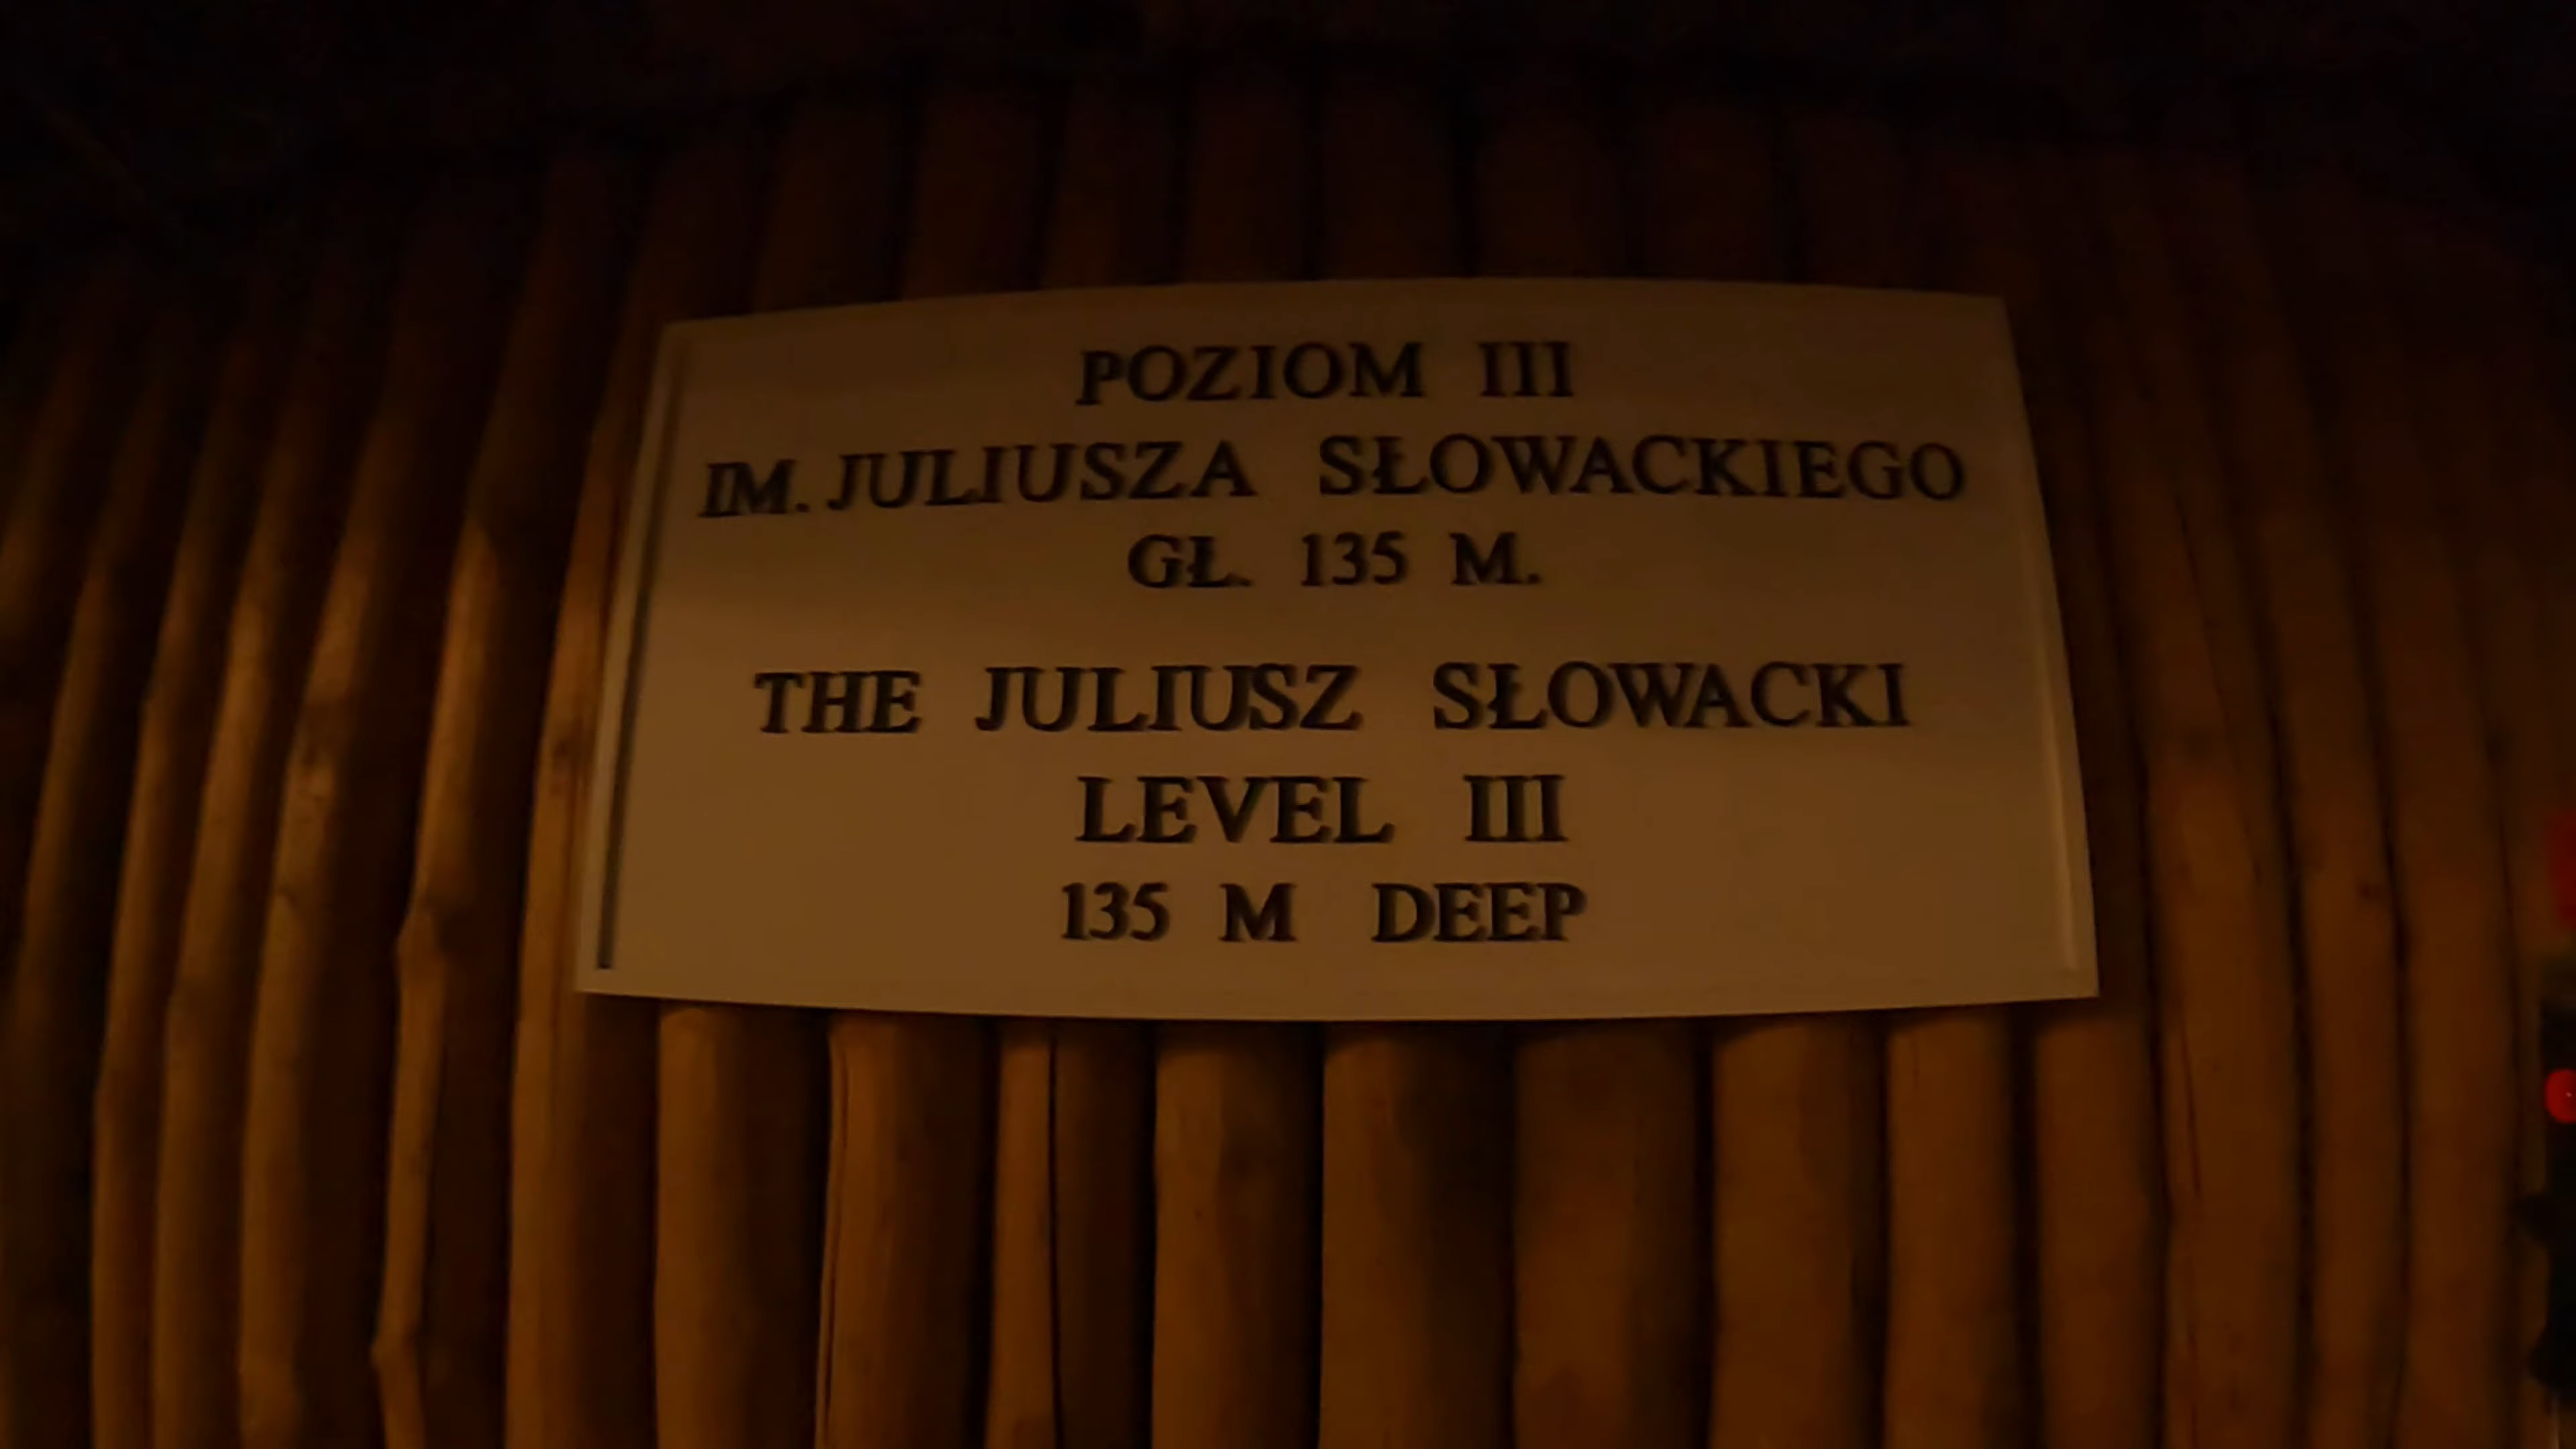 POZIOM III
IM. JULIUSZA SŁOWACKIEGO
GŁ. 135 M.
THE JULIUSZ SŁOWACKI
LEVEL III
135 M DEEP